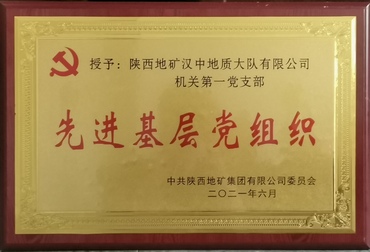 授予：陕西地矿汉中地质大队有限公司
机关第一党支部
先进基层党组织
中共陕西地矿集团有限公司委员会
二〇二一年六月